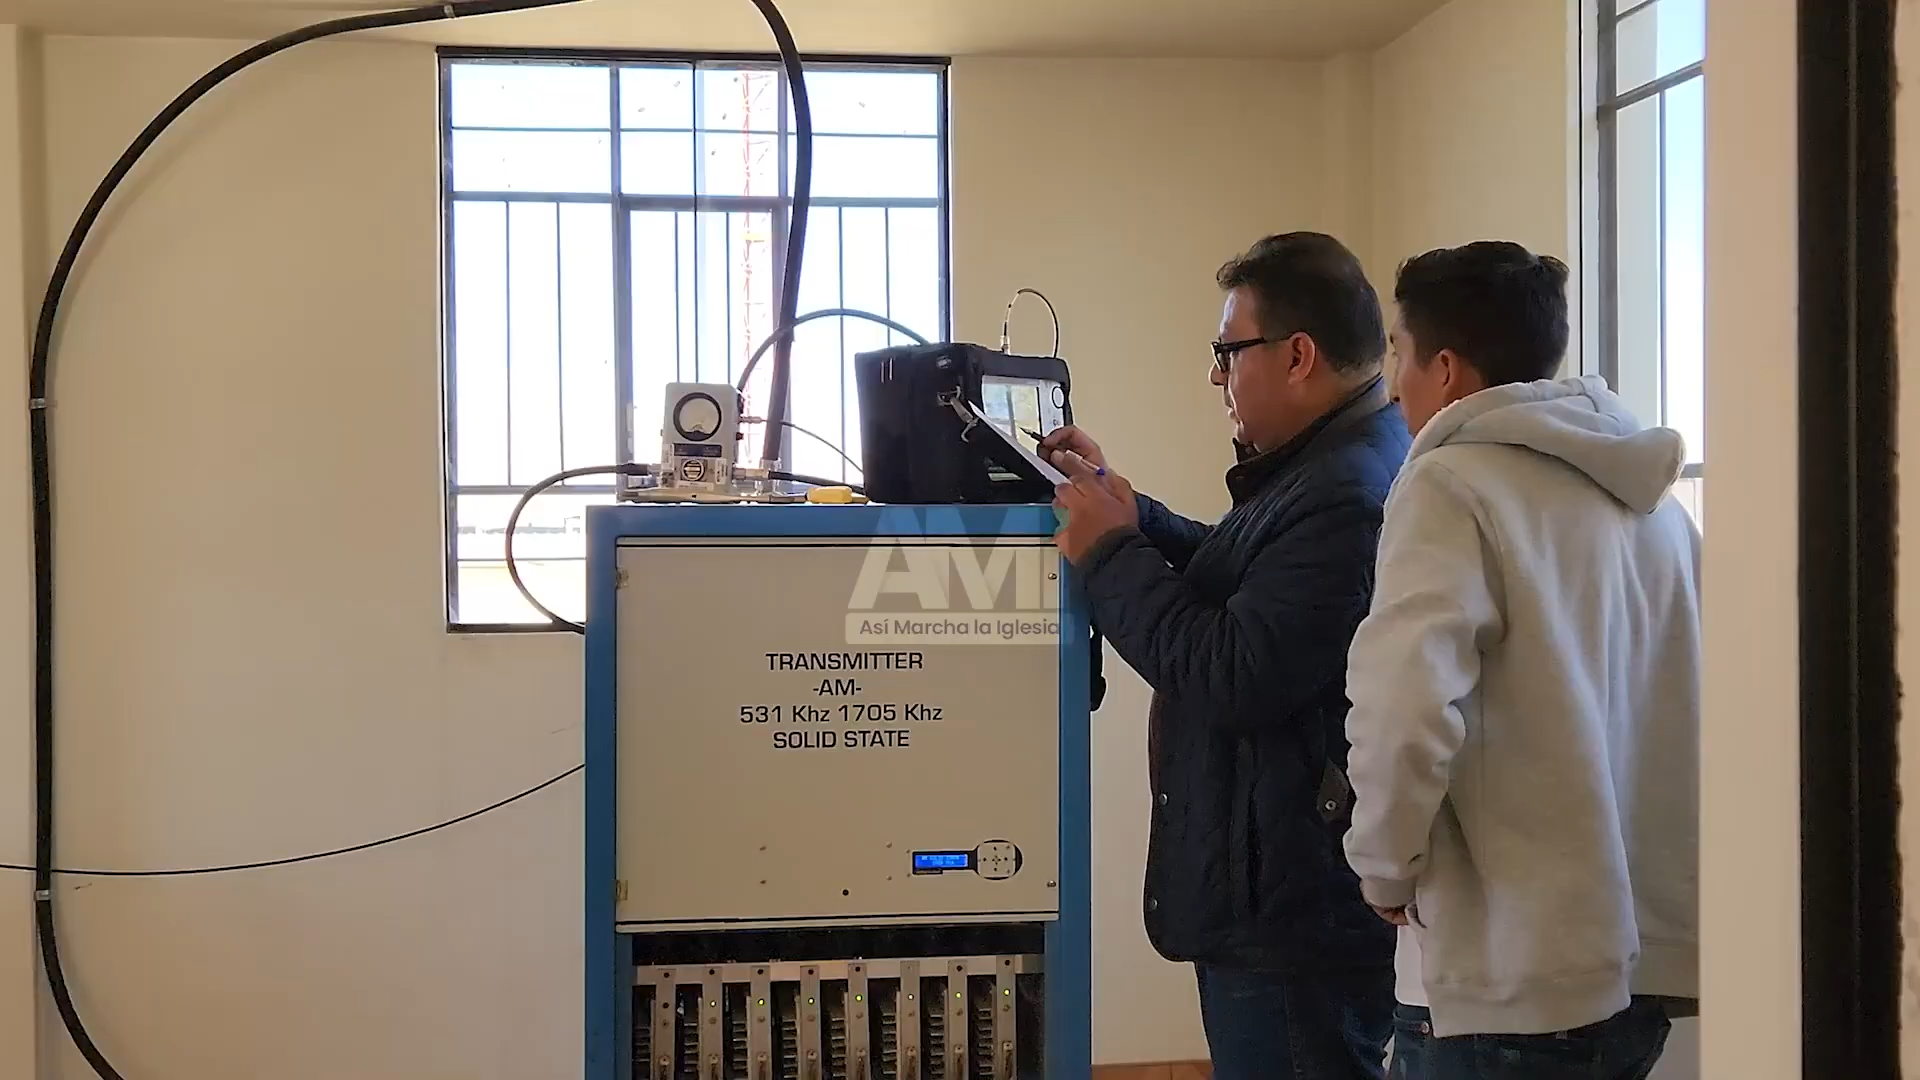 AM
Así Marcha la Iglesia
TRANSMITTER
-AM-
531 Khz 1705 Khz
SOLID STATE